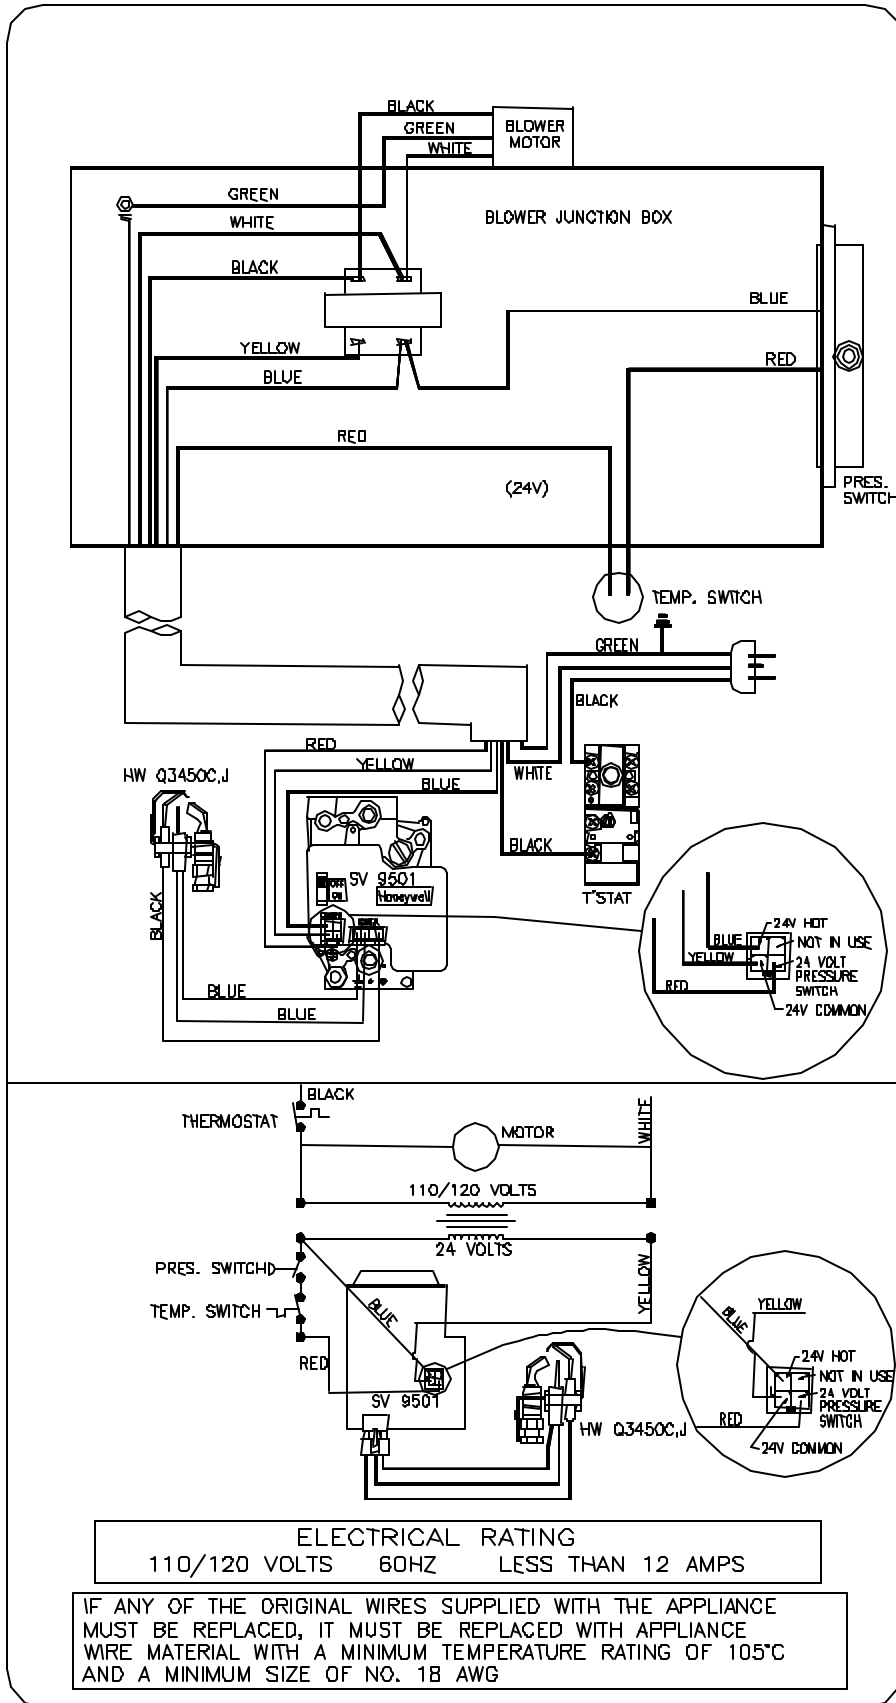 BLACK
GREEN
WHITE
BLOWER
MOTOR
GREEN
WHITE
BLACK
BLOWER JUNCTION BOX
BLUE
YELLOW
BLUE
RED
RED
(24V)
PRES.
SWITCH
TEMP. SWITCH
GREEN
BLACK
RED
YELLOW
BLUE
WHITE
HW Q3450C,J
BLACK
T'STAT
SV 9501
OFF
ON
Honeywell
BLACK
BLUE
BLUE
24V HOT
BLUE
NOT IN USE
YELLOW
24 VOLT
PRESSURE
SWITCH
RED
24V COMMON
BLACK
THERMOSTAT
MOTOR
WHITE
110/120 VOLTS
24 VOLTS
PRES. SWITCH
TEMP. SWITCH
BLUE
YELLOW
RED
SV 9501
HW Q3450C,J
YELLOW
BLUE
24V HOT
NOT IN USE
24 VOLT
PRESSURE
SWITCH
RED
24V COMMON
ELECTRICAL RATING
110/120 VOLTS 60HZ LESS THAN 12 AMPS
IF ANY OF THE ORIGINAL WIRES SUPPLIED WITH THE APPLIANCE
MUST BE REPLACED, IT MUST BE REPLACED WITH APPLIANCE
WIRE MATERIAL WITH A MINIMUM TEMPERATURE RATING OF 105°C
AND A MINIMUM SIZE OF NO. 18 AWG